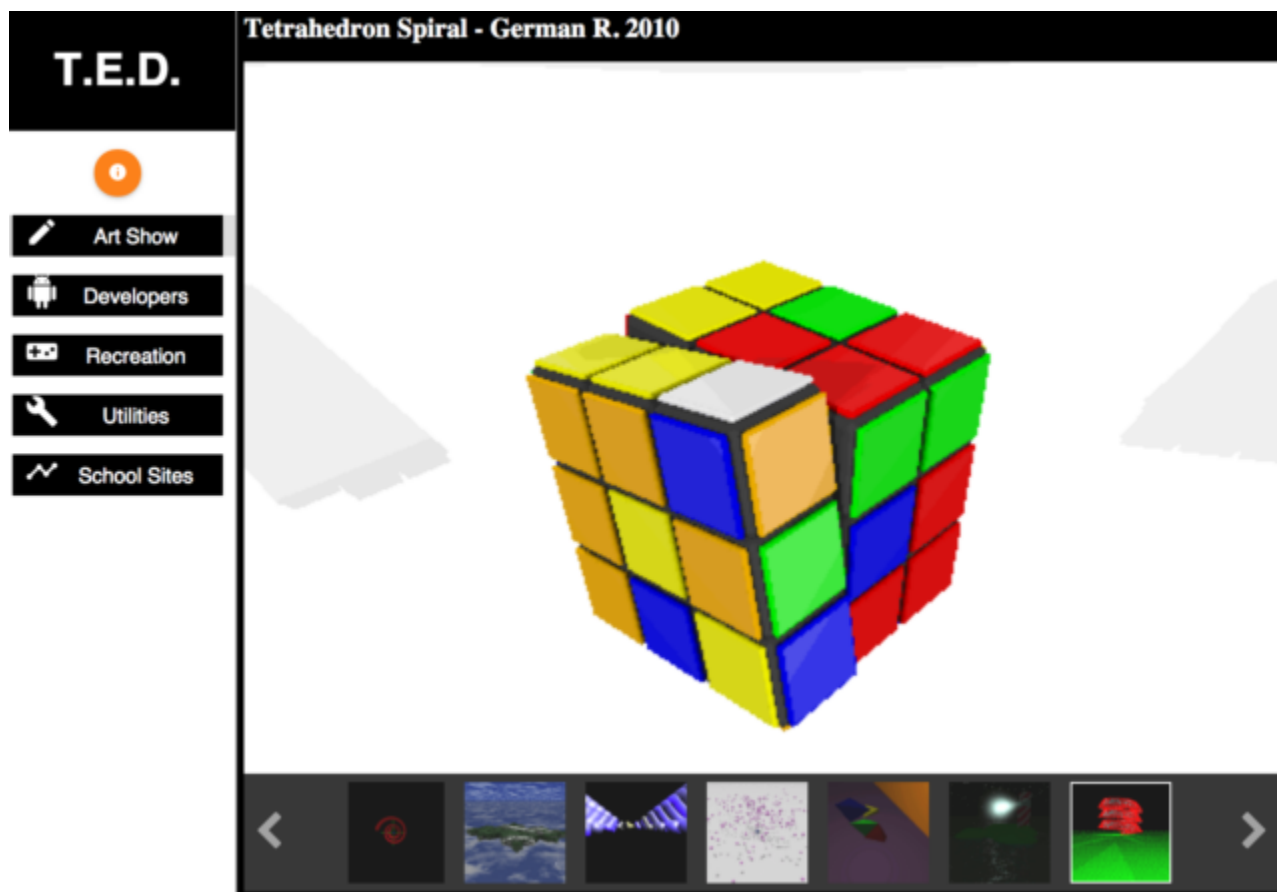 Tetrahedron Spiral - German R. 2010
T.E.D.
Art Show
Developers
Recreation
Utilities
School Sites